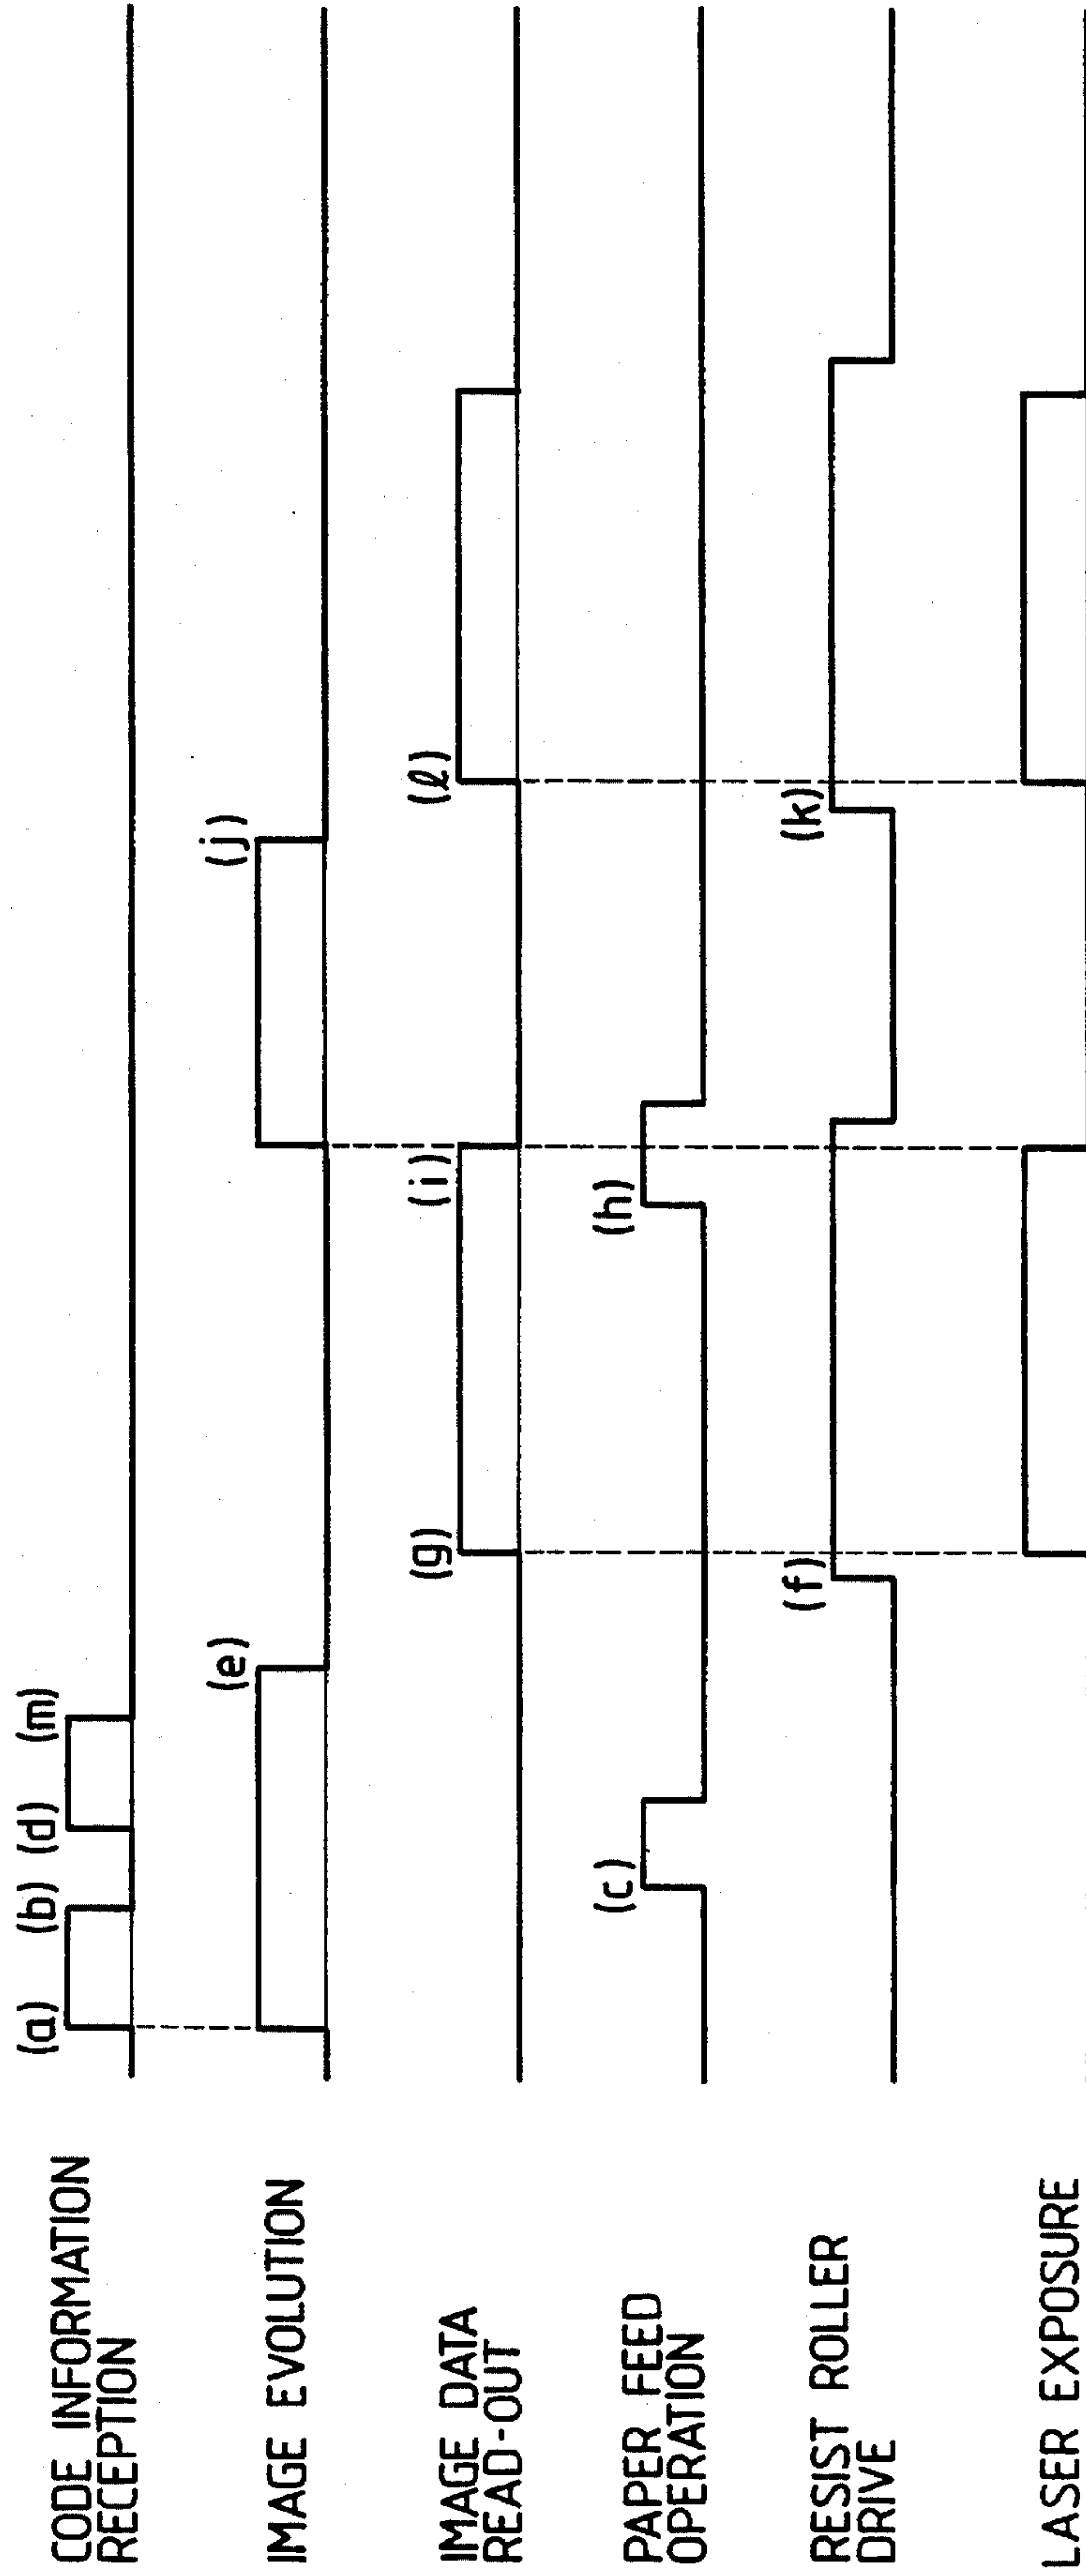 (a) (b) (d) (m)
CODE INFORMATION
RECEPTION
(e) (j)
IMAGE EVOLUTION
(g) (i) (ℓ)
IMAGE DATA
READ-OUT
(c) (h)
PAPER FEED
OPERATION
(f) (k)
RESIST ROLLER
DRIVE
LASER EXPOSURE